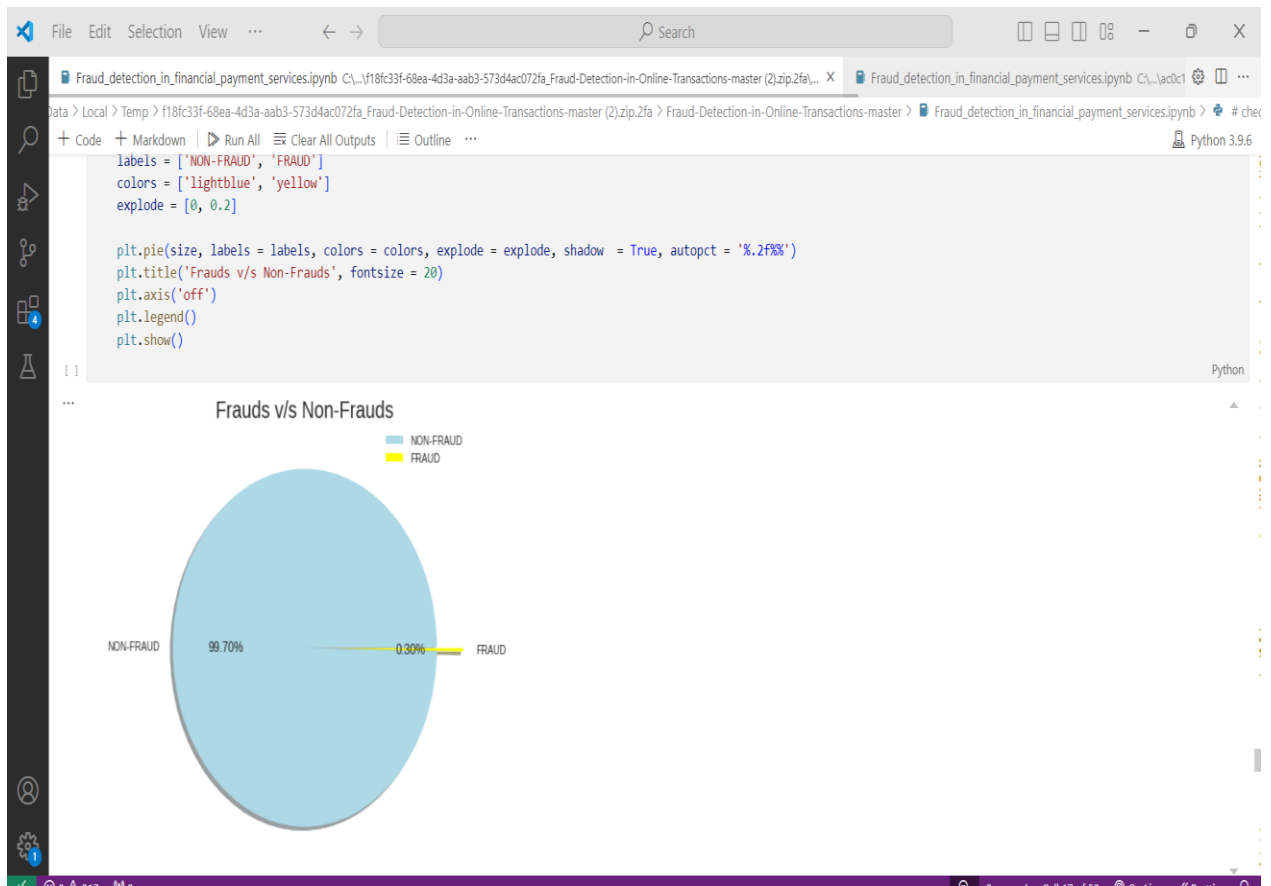 File Edit Selection View ··· ← → Search
Fraud_detection_in_financial_payment_services.ipynb C:\...\f18fc33f-68ea-4d3a-aab3-573d4ac072fa_Fraud-Detection-in-Online-Transactions-master (2).zip.2fa\... X Fraud_detection_in_financial_payment_services.ipynb C:\...\ac0c1 ···
Data > Local > Temp > f18fc33f-68ea-4d3a-aab3-573d4ac072fa_Fraud-Detection-in-Online-Transactions-master (2).zip.2fa > Fraud-Detection-in-Online-Transactions-master > Fraud_detection_in_financial_payment_services.ipynb > # chec
+ Code + Markdown | Run All Clear All Outputs | Outline ··· Python 3.9.6
labels = ['NON-FRAUD', 'FRAUD']
colors = ['lightblue', 'yellow']
explode = [0, 0.2]
plt.pie(size, labels = labels, colors = colors, explode = explode, shadow  = True, autopct = '%.2f%%')
plt.title('Frauds v/s Non-Frauds', fontsize = 20)
plt.axis('off')
plt.legend()
plt.show()
[ ] Python
···
Frauds v/s Non-Frauds
NON-FRAUD
FRAUD
NON-FRAUD 99.70% 0.30% FRAUD
4
1